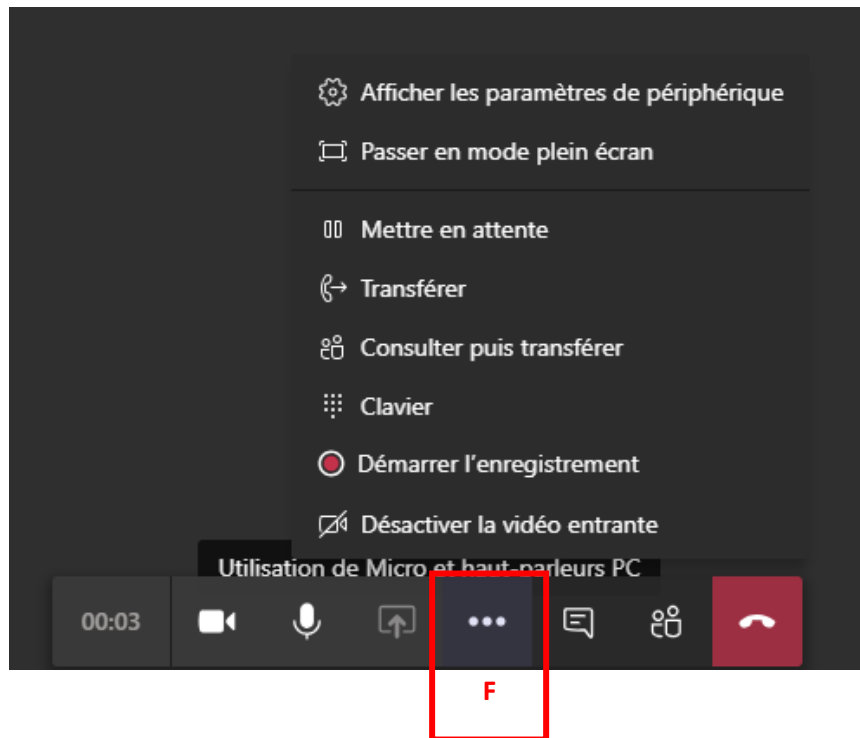 Afficher les paramètres de périphérique
Passer en mode plein écran
Mettre en attente
Transférer
Consulter puis transférer
Clavier
Démarrer l'enregistrement
Désactiver la vidéo entrante
Utilisation de Micro et haut-parleurs PC
00:03
F